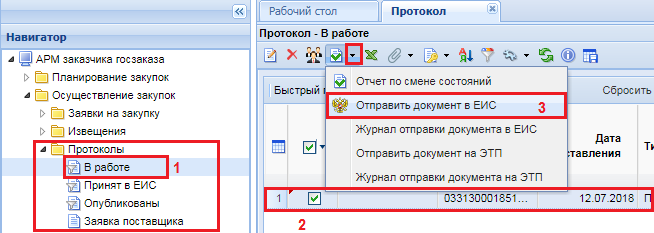 Рабочий стол
Протокол
Навигатор
Протокол - В работе
АРМ заказчика госзаказа
Планирование закупок
Осуществление закупок
Заявки на закупку
Извещения
Протоколы
В работе
1
Принят в ЕИС
Опубликованы
Заявка поставщика
Быстрый
Сбросить
Отчет по смене состояний
Отправить документ в ЕИС
3
Журнал отправки документа в ЕИС
Отправить документ на ЭТП
Журнал отправки документа на ЭТП
Дата
ставления
1
033130001851...
12.07.2018
2